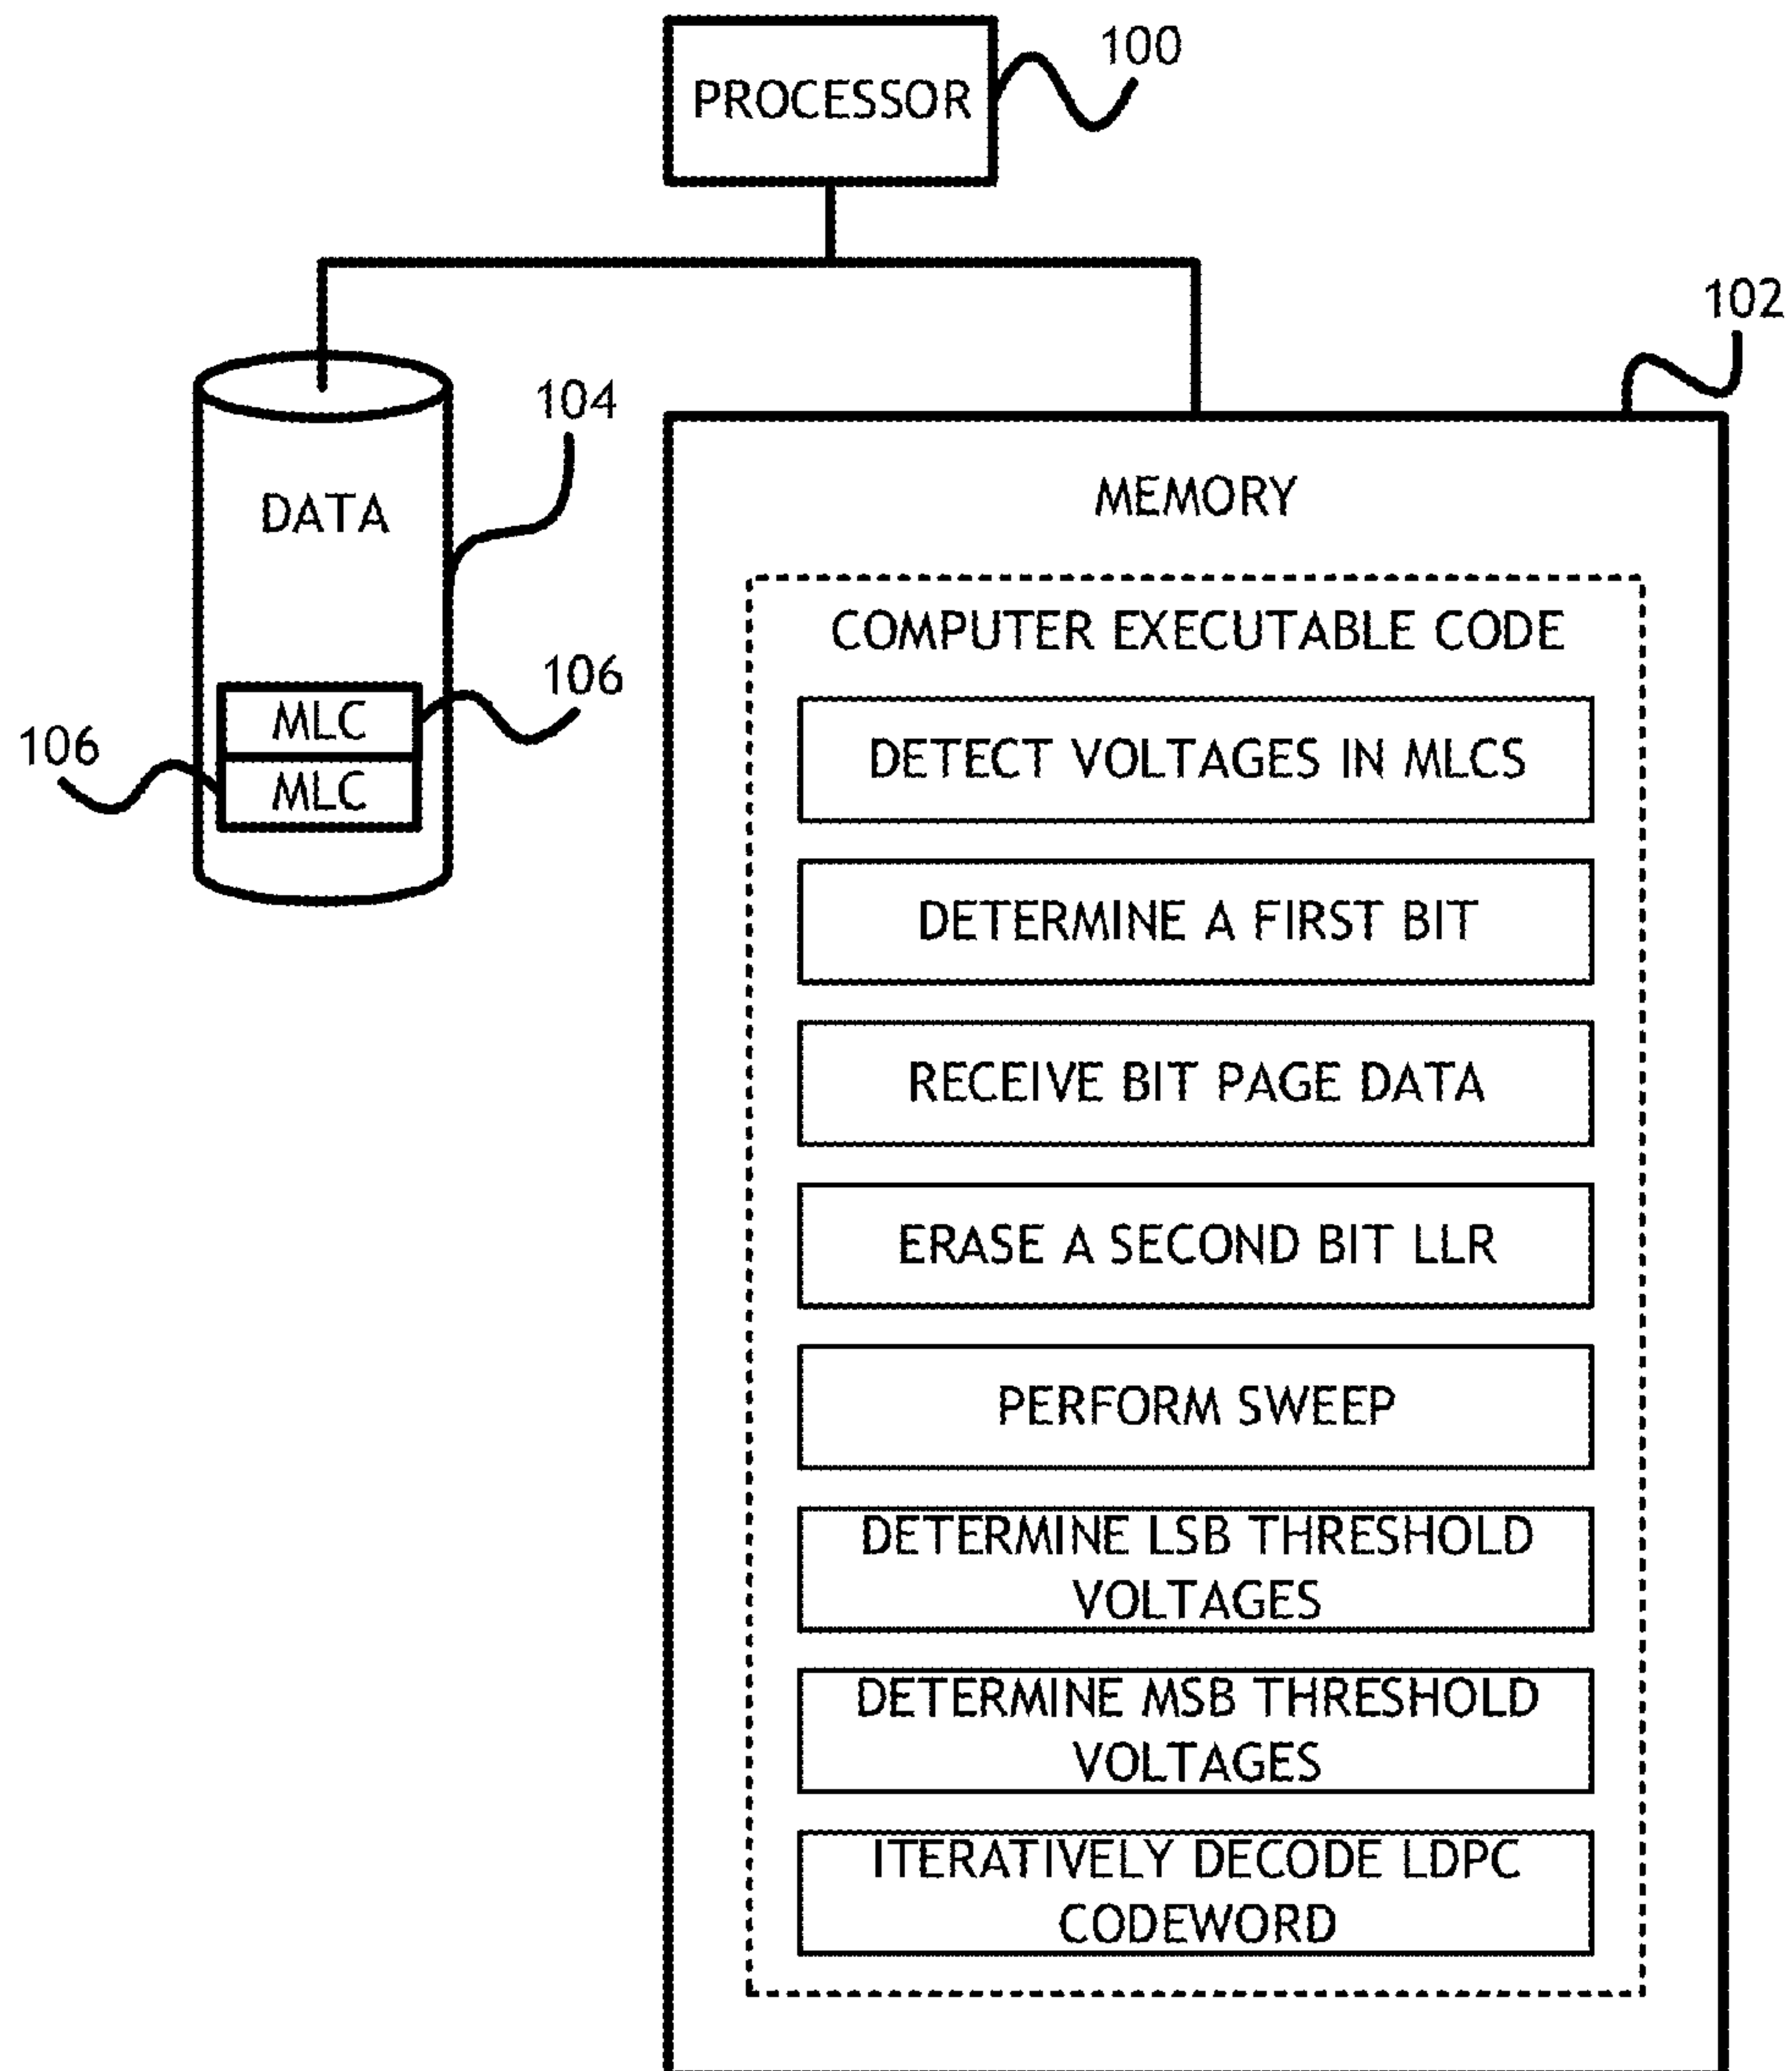 100
PROCESSOR
102
104
DATA
MEMORY
COMPUTER EXECUTABLE CODE
106
MLC
106
MLC
DETECT VOLTAGES IN MLCS
DETERMINE A FIRST BIT
RECEIVE BIT PAGE DATA
ERASE A SECOND BIT LLR
PERFORM SWEEP
DETERMINE LSB THRESHOLD
VOLTAGES
DETERMINE MSB THRESHOLD
VOLTAGES
ITERATIVELY DECODE LDPC
CODEWORD